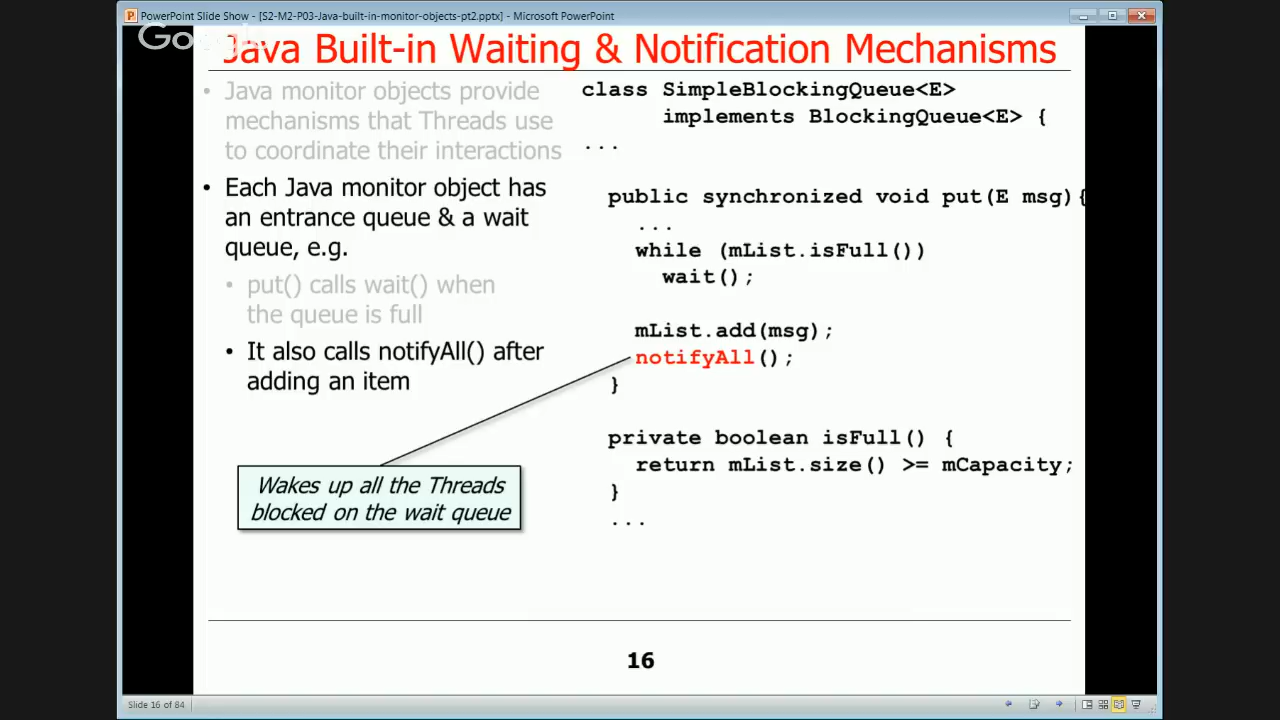 PowerPoint Slide Show - [S2-M2-P03-Java-built-in-monitor-objects-pt2.pptx] - Microsoft PowerPoint
Google
Java Built-in Waiting & Notification Mechanisms
• Java monitor objects provide
mechanisms that Threads use
to coordinate their interactions
• Each Java monitor object has
an entrance queue & a wait
queue, e.g.
• put() calls wait() when
the queue is full
• It also calls notifyAll() after
adding an item
Wakes up all the Threads
blocked on the wait queue
class SimpleBlockingQueue<E>
implements BlockingQueue<E> {
...
public synchronized void put(E msg){
...
while (mList.isFull())
wait();
mList.add(msg);
notifyAll();
}
private boolean isFull() {
return mList.size() >= mCapacity;
}
...
16
Slide 16 of 84